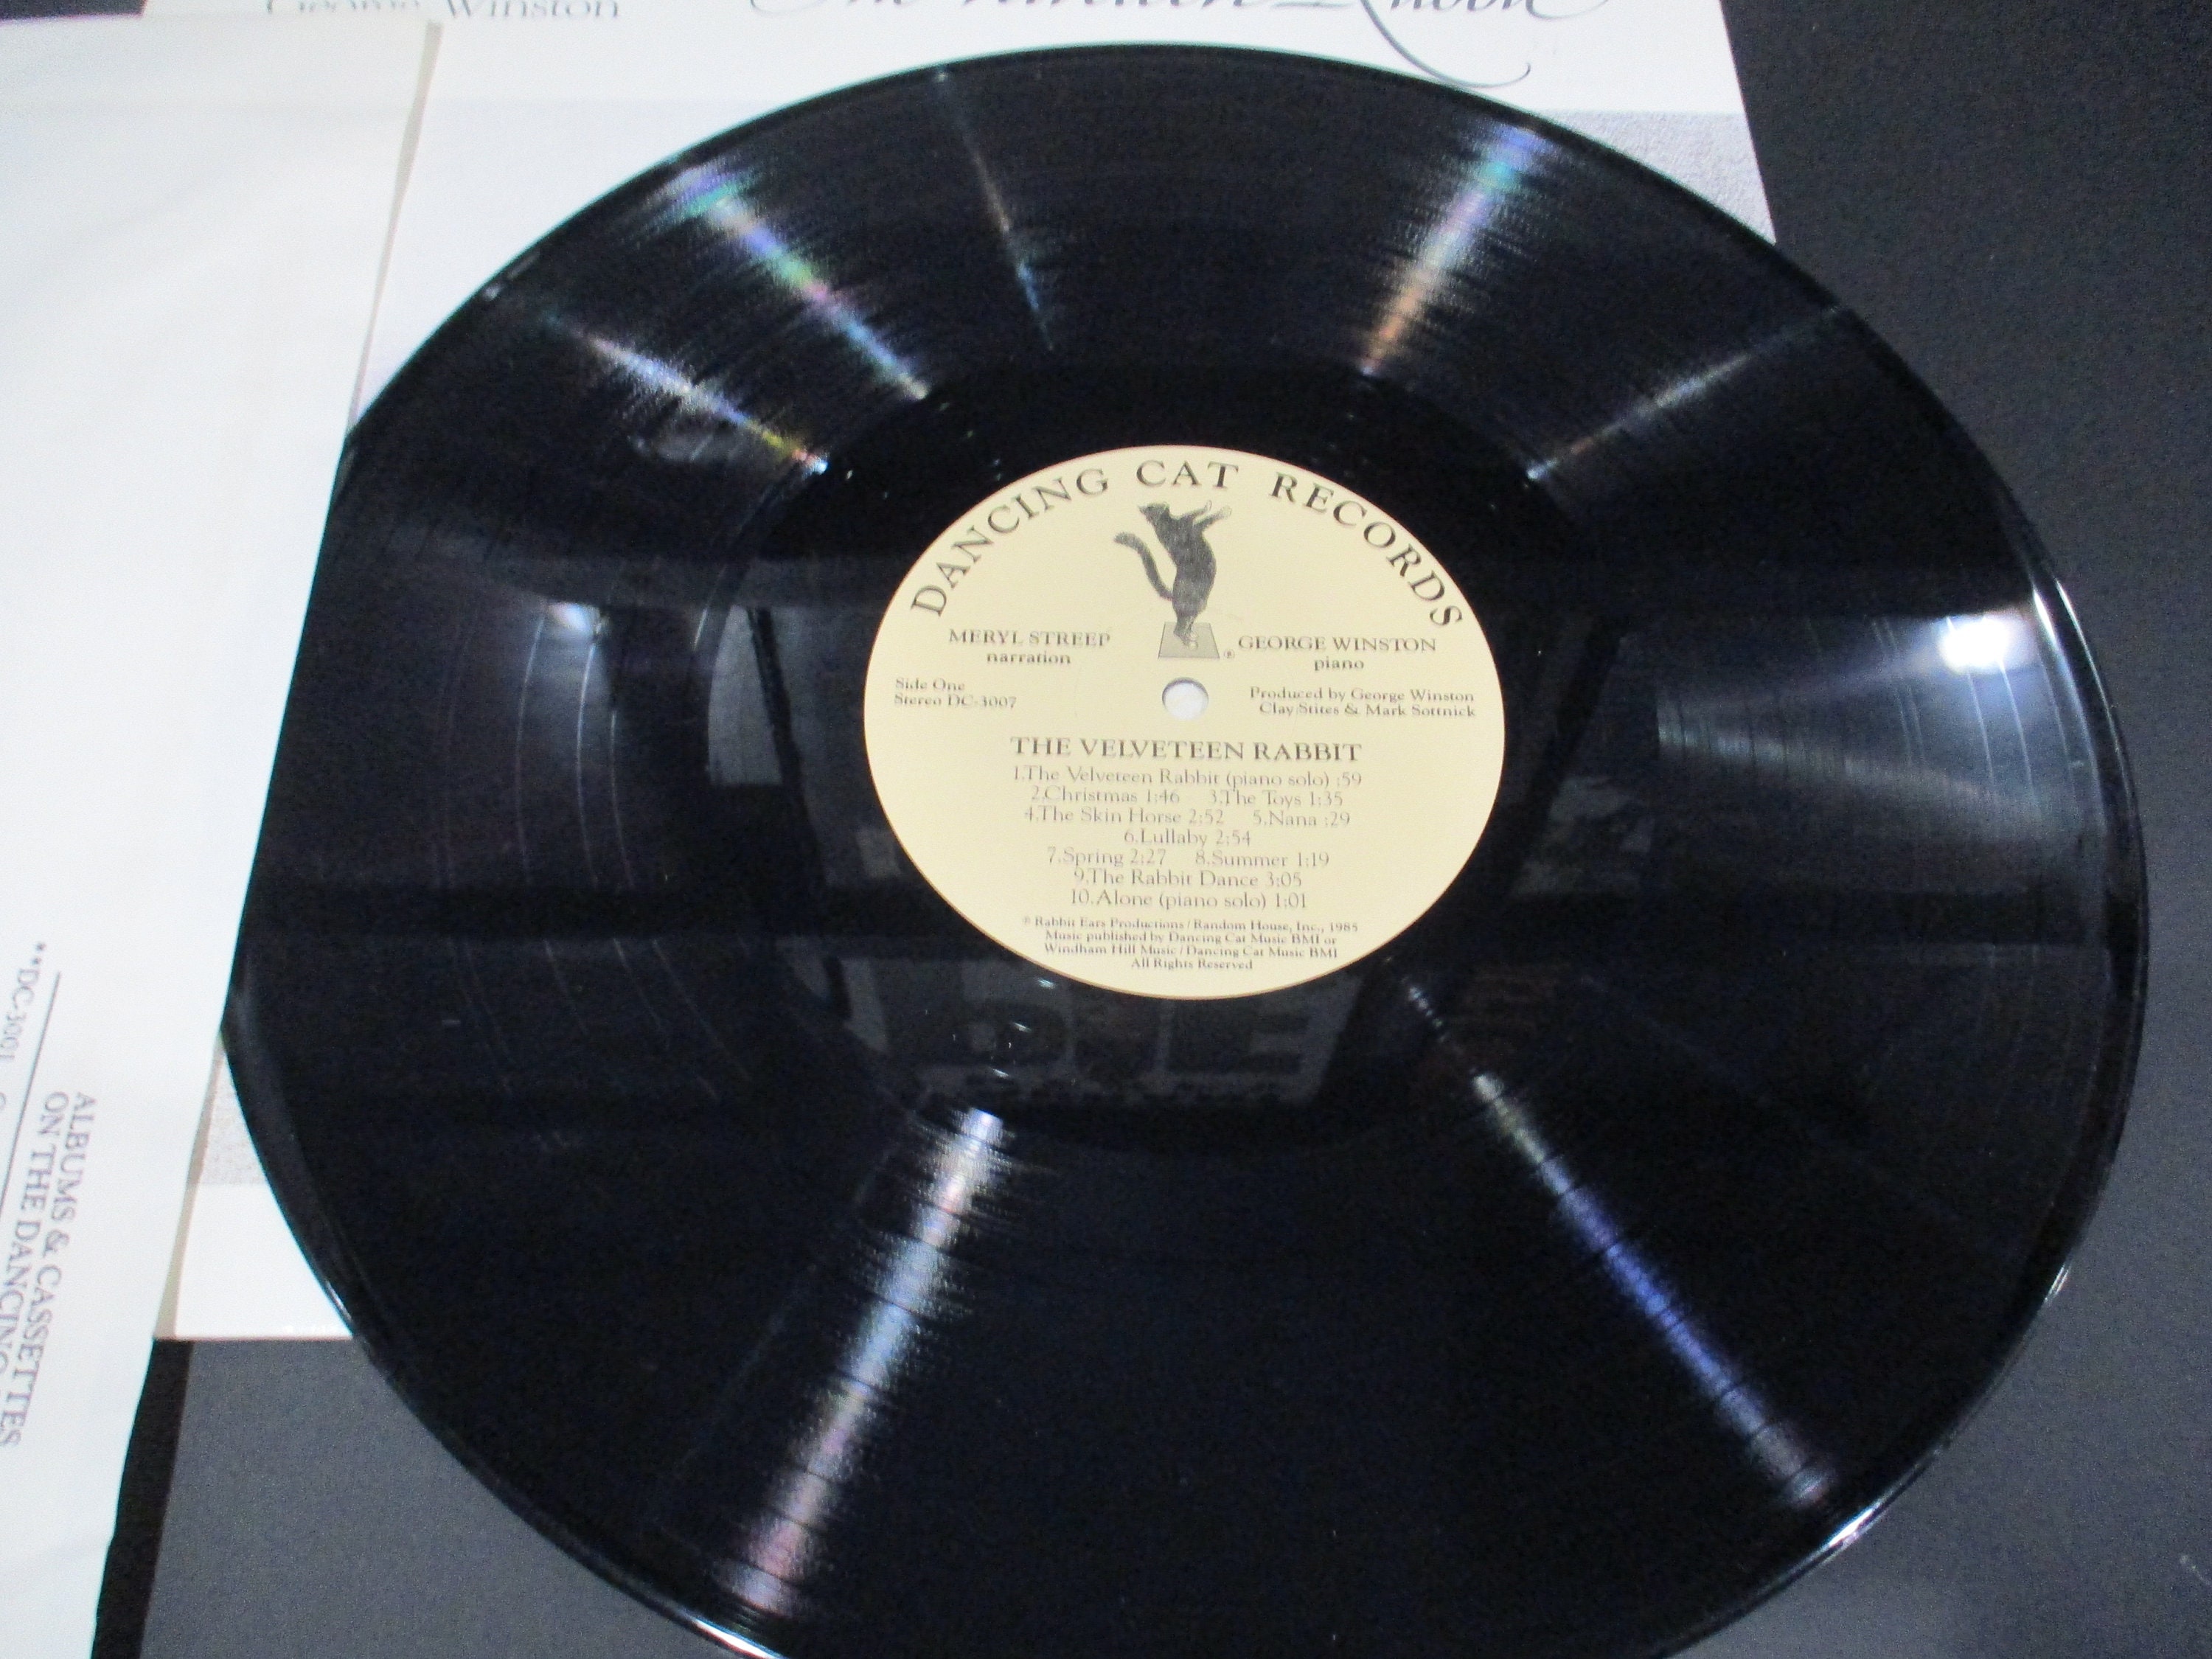 George Winston
DANCING CAT RECORDS
MERYL STREEP
narration
GEORGE WINSTON
piano
Side One
Stereo DC-3007
Produced by George Winston
Clay Stites & Mark Sottnick
THE VELVETEEN RABBIT
1.The Velveteen Rabbit (piano solo) :59
2.Christmas 1:46 3.The Toys 1:35
4.The Skin Horse 2:52 5.Nana :29
6.Lullaby 2:54
7.Spring 2:27 8.Summer 1:19
9.The Rabbit Dance 3:05
10.Alone (piano solo) 1:01
℗ Rabbit Ears Productions / Random House, Inc., 1985
Music published by Dancing Cat Music BMI or
Windham Hill Music / Dancing Cat Music BMI
All Rights Reserved
ALBUMS & CASSETTES
ON THE DANCING
**DC-3001